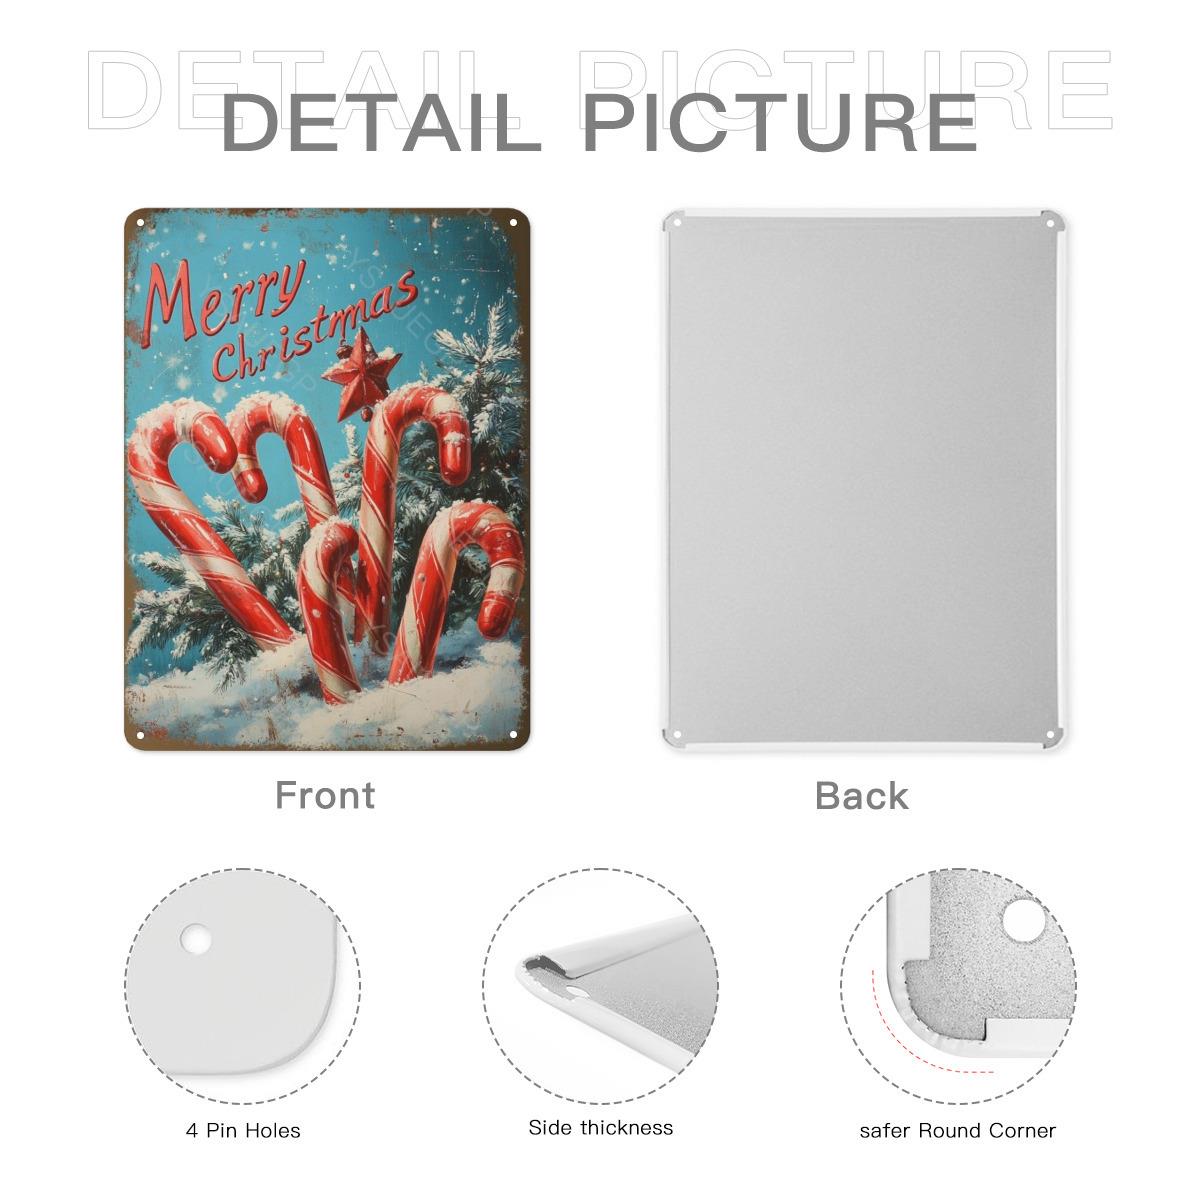 DETAIL PICTURE
DETAIL PICTURE
Merry
Christmas
Front
Back
4 Pin Holes
Side thickness
safer Round Corner